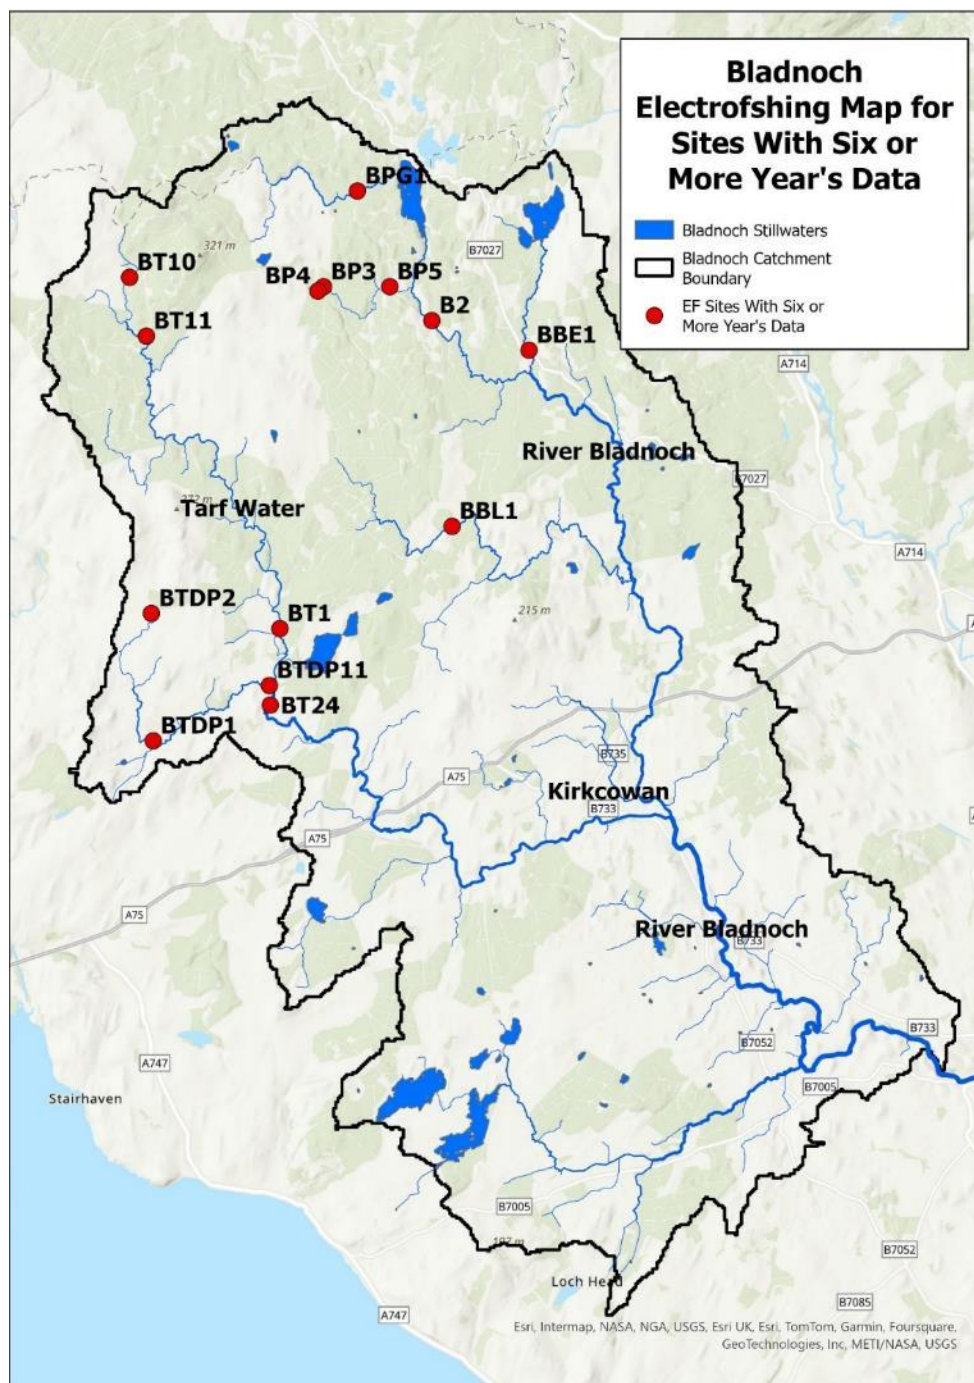 Bladnoch
Electrofshing Map for
Sites With Six or
More Year's Data
Bladnoch Stillwaters
Bladnoch Catchment
Boundary
EF Sites With Six or
More Year's Data
BPG1
321 m
B7027
BT10
BP4
BP3
BP5
B2
BT11
BBE1
A714
River Bladnoch
B7027
272 m
Tarf Water
BBL1
A714
BTDP2
215 m
BT1
BTDP11
BT24
BTDP1
B735
A75
Kirkcowan
B733
A75
A75
River Bladnoch
B733
B733
B7052
A747
B7005
Stairhaven
B7005
197 m
B7052
Loch Head
B7085
A747
Esri, Intermap, NASA, NGA, USGS, Esri UK, Esri, TomTom, Garmin, Foursquare,
GeoTechnologies, Inc, METI/NASA, USGS